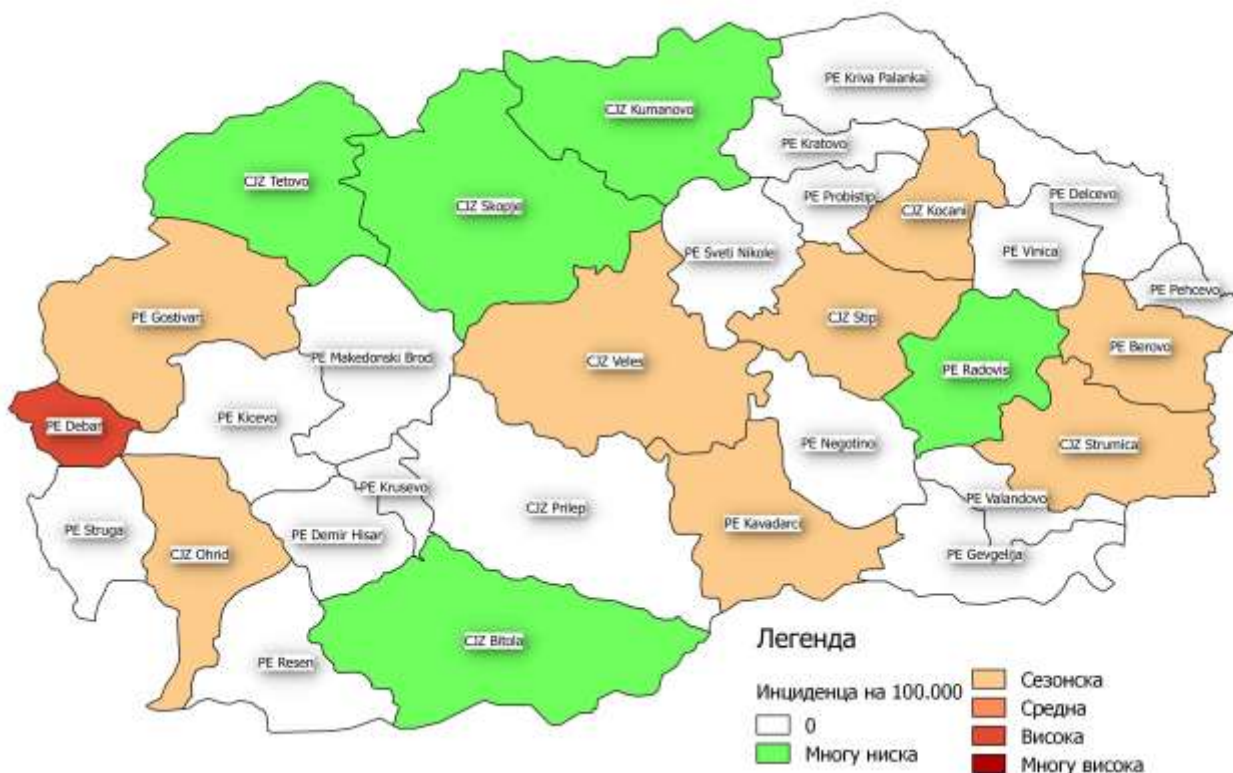 PE Kriva Palanka
CJZ Kumanovo
PE Kratovo
CJZ Tetovo
PE Probistip
PE Delcevo
CJZ Skopje
CJZ Kocani
PE Sveti Nikole
PE Vinica
PE Pehcevo
PE Gostivar
CJZ Stip
PE Berovo
PE Makedonski Brod
CJZ Veles
PE Radovis
PE Kicevo
PE Debar
PE Negotino
CJZ Strumica
PE Krusevo
PE Valandovo
CJZ Prilep
PE Kavadarci
PE Struga
PE Demir Hisar
CJZ Ohrid
PE Gevgelija
CJZ Bitola
PE Resen
Легенда
Инциденца на 100.000
0
Многу ниска
Сезонска
Средна
Висока
Многу висока